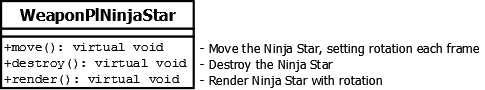 WeaponPlNinjaStar
+move(): virtual void - Move the Ninja Star, setting rotation each frame
+destroy(): virtual void - Destroy the Ninja Star
+render(): virtual void - Render Ninja Star with rotation